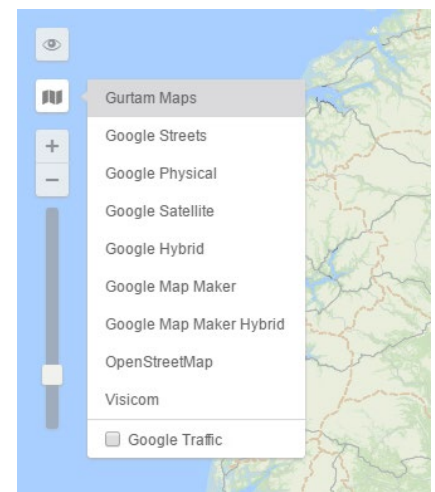 Gurtam Maps
+
Google Streets
−
Google Physical
Google Satellite
Google Hybrid
Google Map Maker
Google Map Maker Hybrid
OpenStreetMap
Visicom
Google Traffic